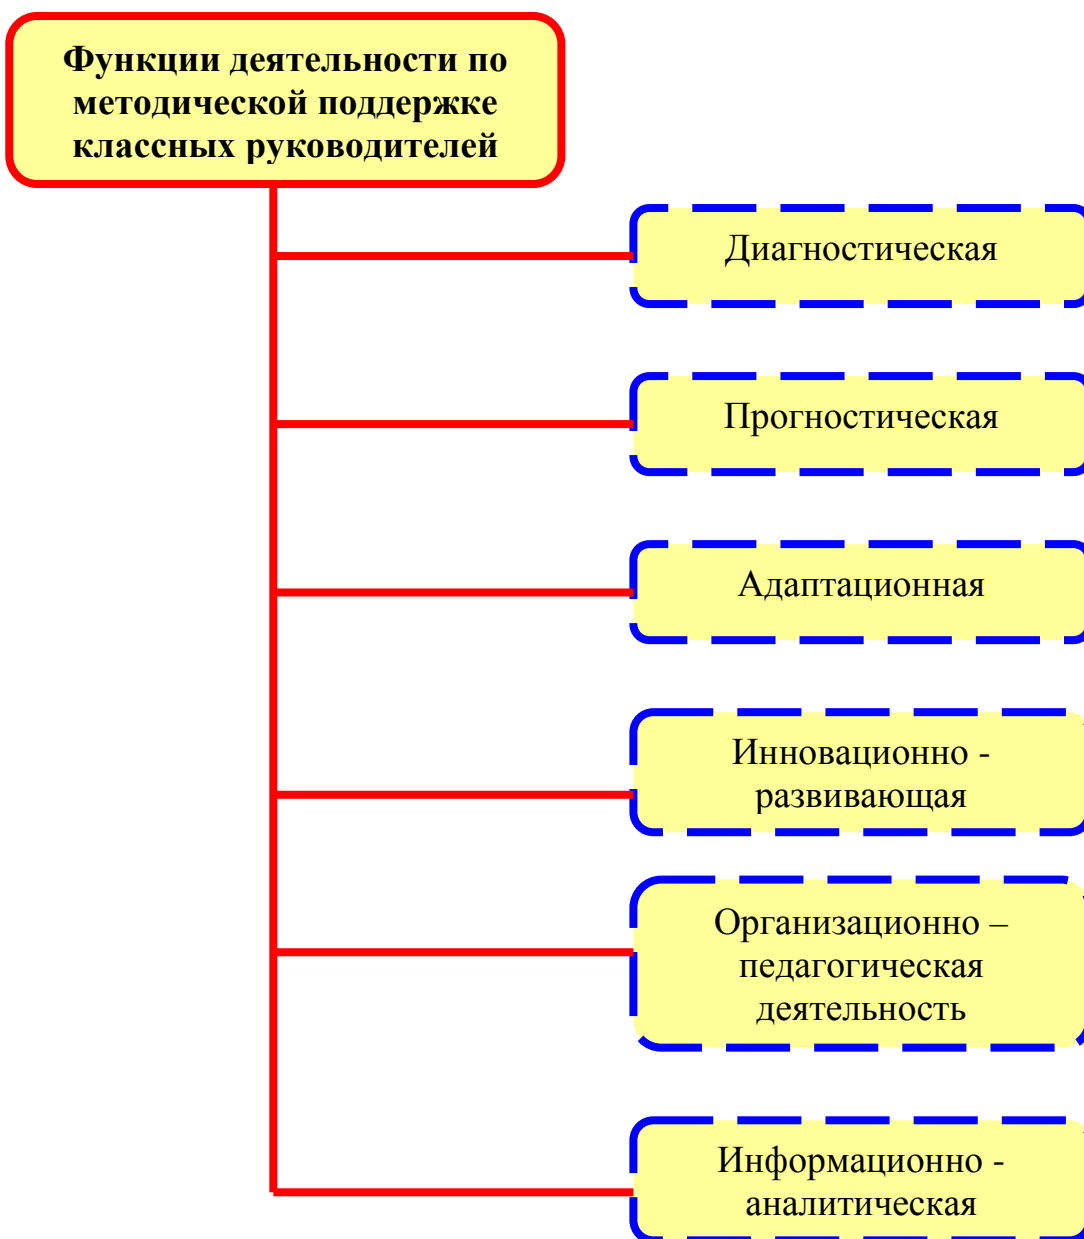 Функции деятельности по
методической поддержке
классных руководителей
Диагностическая
Прогностическая
Адаптационная
Инновационно -
развивающая
Организационно –
педагогическая
деятельность
Информационно -
аналитическая